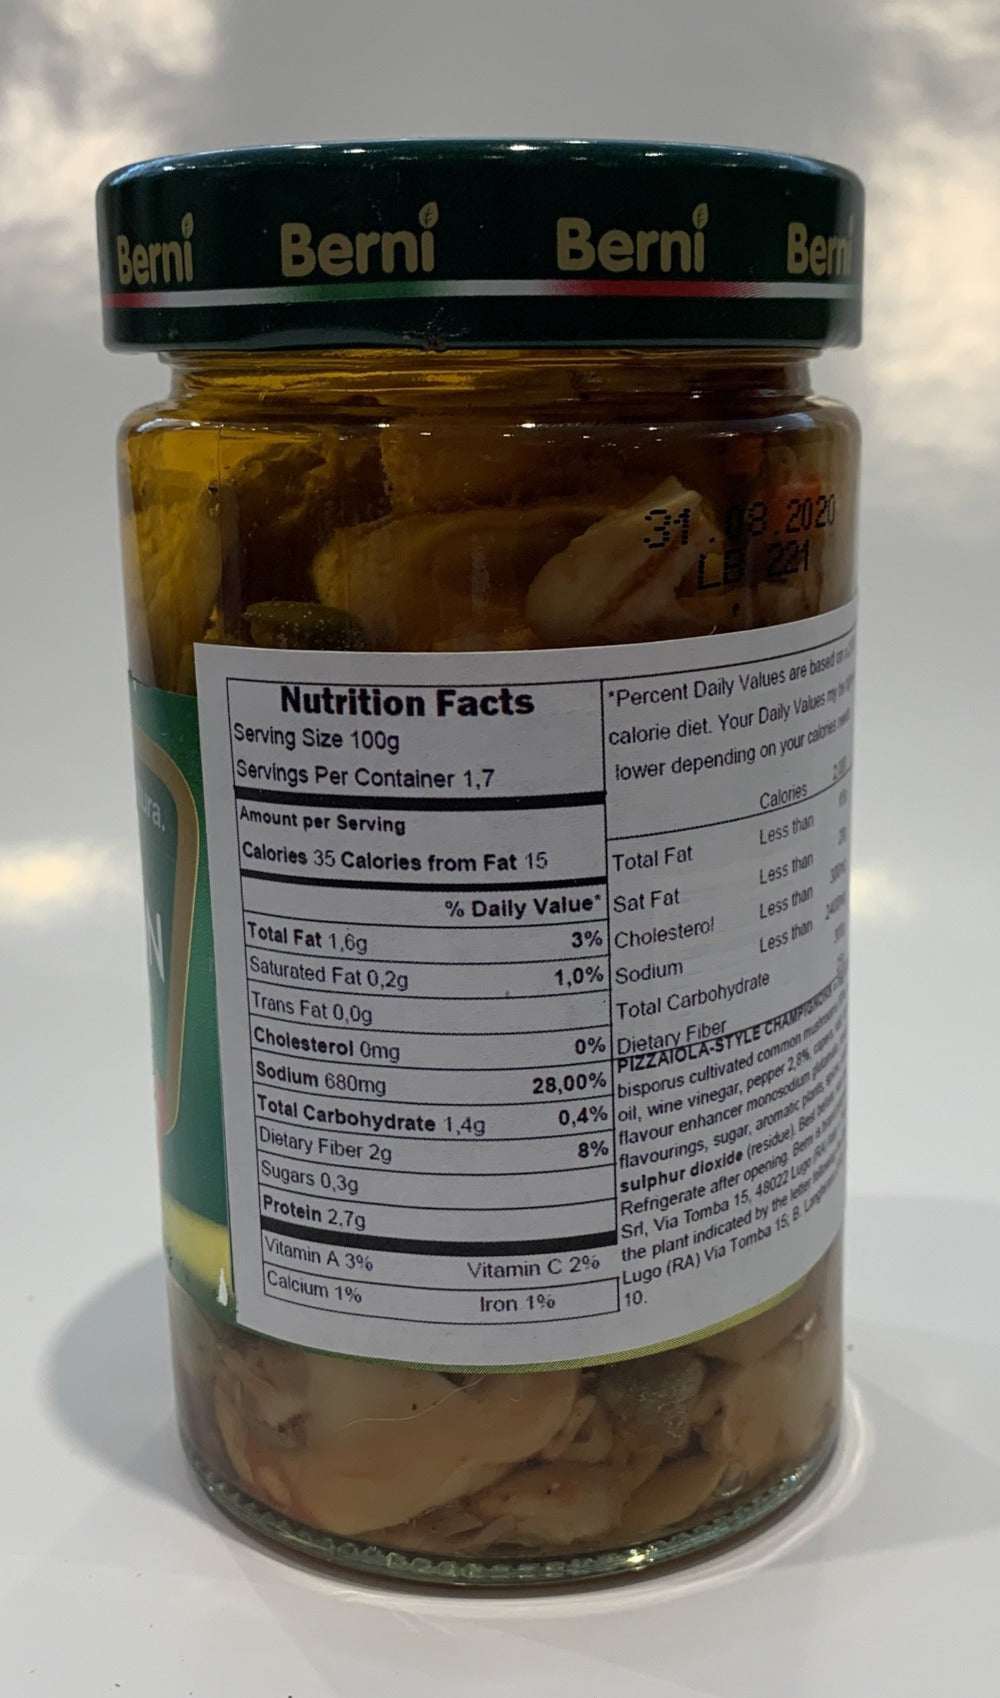 Berni Berni Berni Berni
31.08.2020
LB 221
ura.
N
Nutrition Facts
Serving Size 100g
Servings Per Container 1,7
Amount per Serving
Calories 35 Calories from Fat 15
% Daily Value*
Total Fat 1,6g 3%
Saturated Fat 0,2g 1,0%
Trans Fat 0,0g
Cholesterol 0mg 0%
Sodium 680mg 28,00%
Total Carbohydrate 1,4g 0,4%
Dietary Fiber 2g 8%
Sugars 0,3g
Protein 2,7g
Vitamin A 3% Vitamin C 2%
Calcium 1% Iron 1%
*Percent Daily Values are based on
calorie diet. Your Daily Values my be
lower depending on your calories
Calories
Total Fat Less than
Sat Fat Less than
Cholesterol Less than
Sodium Less than
Total Carbohydrate
Dietary Fiber
PIZZAIOLA-STYLE CHAMPIGNONS
bisporus cultivated common mushrooms
oil, wine vinegar, pepper 2,8%, capers,
flavour enhancer monosodium
flavourings, sugar, aromatic plants,
sulphur dioxide (residue). Best before
Refrigerate after opening. Berni is
Srl, Via Tomba 15, 48022 Lugo (RA)
the plant indicated by the letter
Lugo (RA) Via Tomba 15; B.
10.